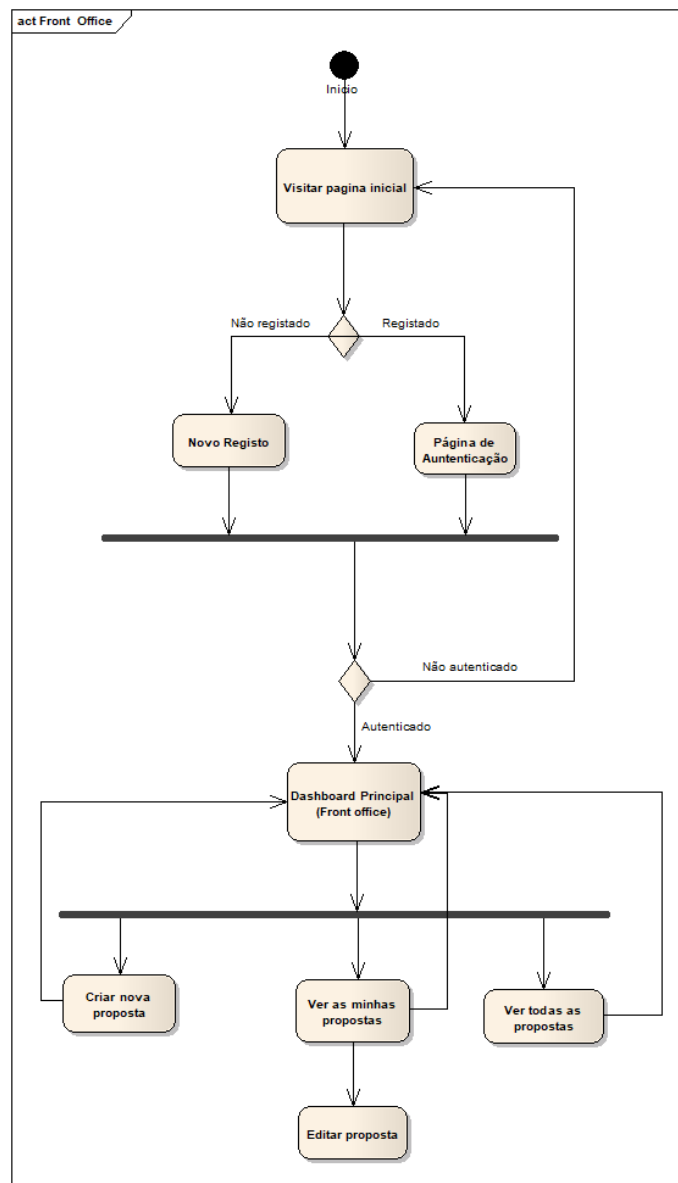 act Front Office
Inicio
Visitar pagina inicial
Não registado
Registado
Novo Registo
Página de
Auntenticação
Não autenticado
Autenticado
Dashboard Principal
(Front office)
Criar nova
proposta
Ver as minhas
propostas
Ver todas as
propostas
Editar proposta